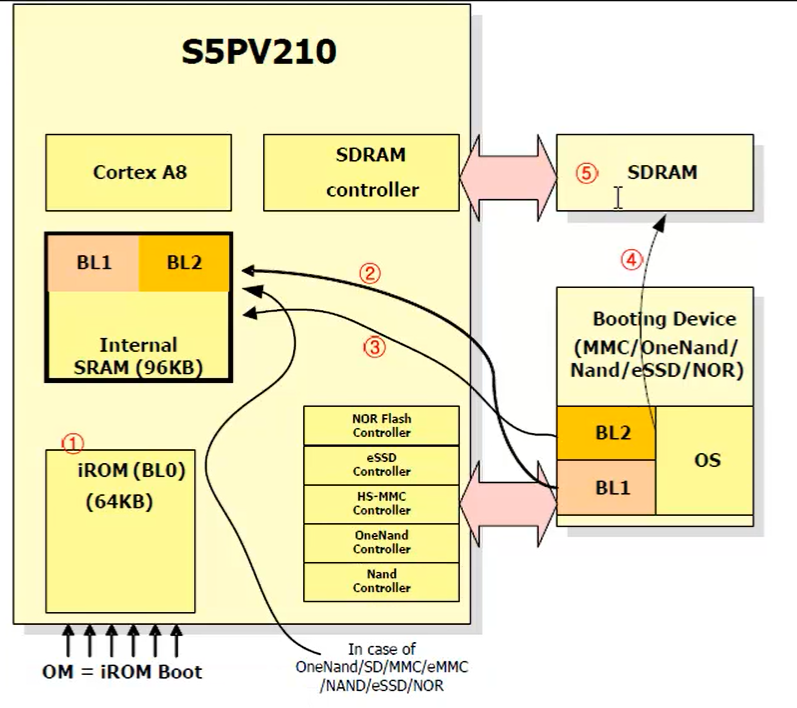 S5PV210
Cortex A8
SDRAM
controller
⑤ SDRAM
BL1
BL2
Internal
SRAM (96KB)
②
③
④
Booting Device
(MMC/OneNand/
Nand/eSSD/NOR)
BL2
BL1
OS
①
iROM (BL0)
(64KB)
NOR Flash
Controller
eSSD
Controller
HS-MMC
Controller
OneNand
Controller
Nand
Controller
OM = iROM Boot
In case of
OneNand/SD/MMC/eMMC
/NAND/eSSD/NOR